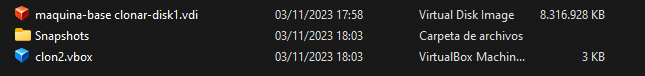 maquina-base clonar-disk1.vdi 03/11/2023 17:58 Virtual Disk Image 8.316.928 KB
Snapshots 03/11/2023 18:03 Carpeta de archivos
clon2.vbox 03/11/2023 18:03 VirtualBox Machin... 3 KB